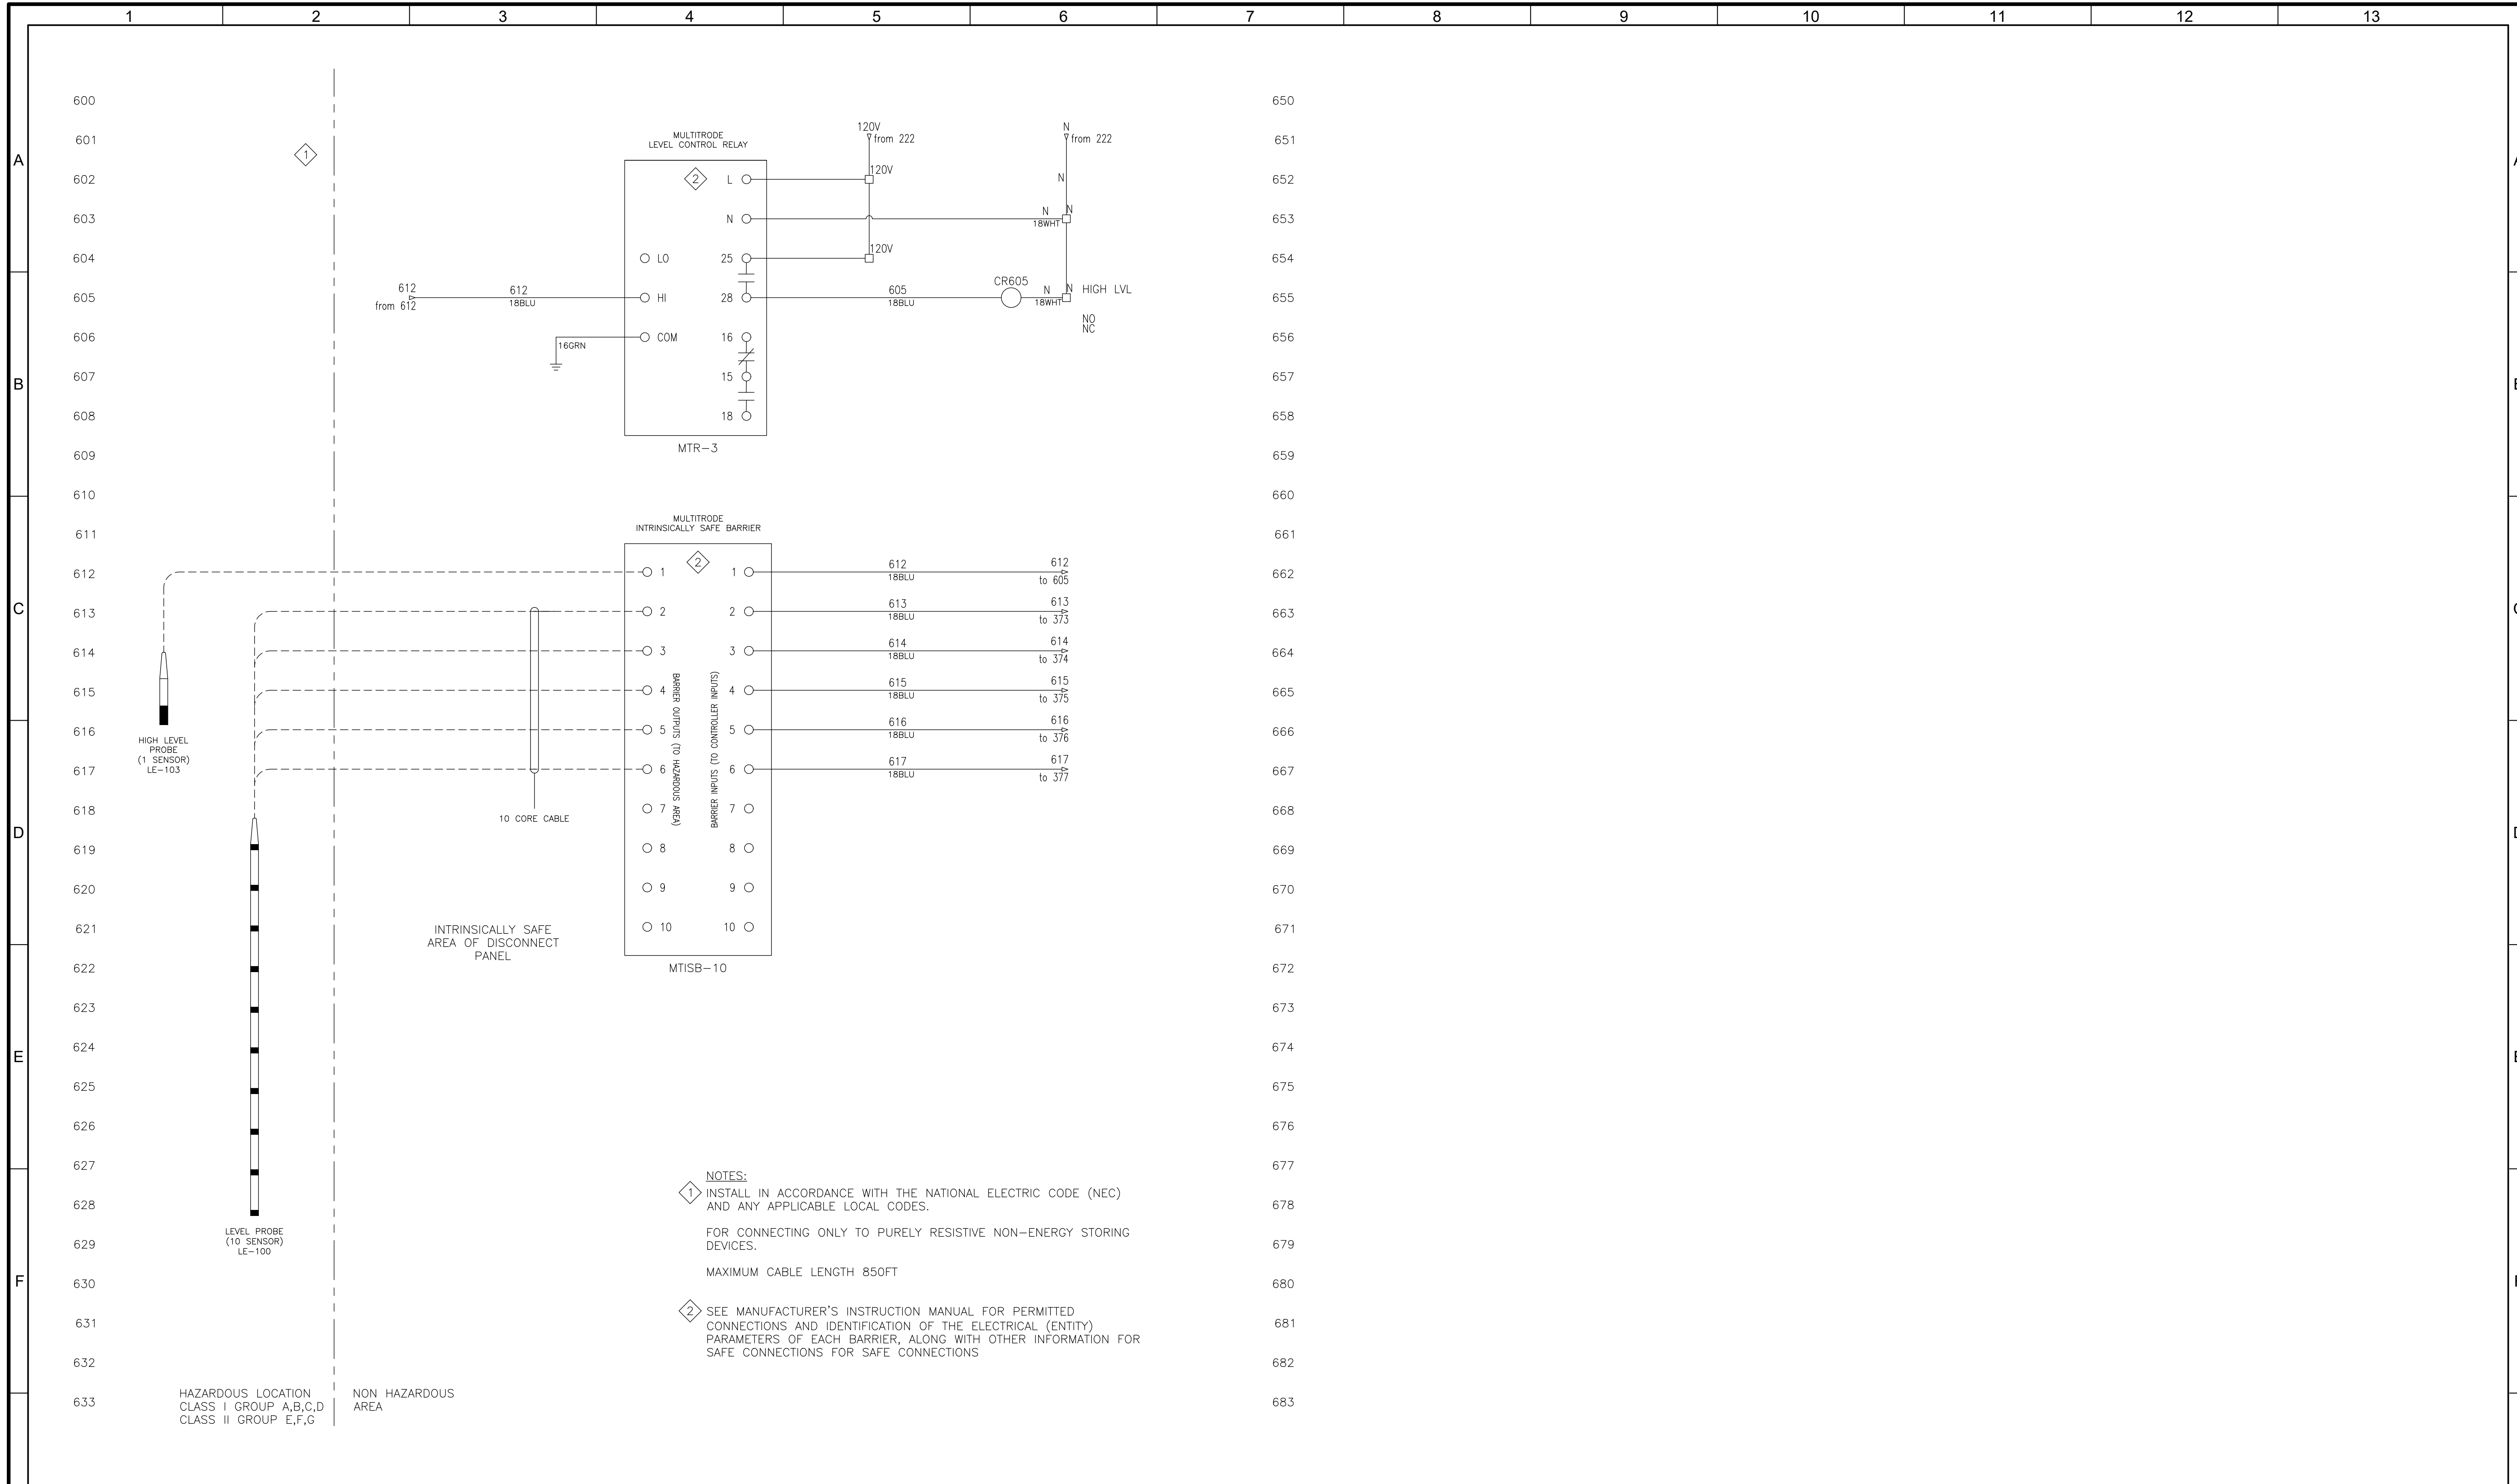 1 2 3 4 5 6 7 8 9 10 11 12 13
A
B
C
D
E
F
600
601
602
603
604
605
606
607
608
609
610
611
612
613
614
615
616
617
618
619
620
621
622
623
624
625
626
627
628
629
630
631
632
633
1
MULTITRODE
LEVEL CONTROL RELAY
2
L
N
LO
25
HI
28
COM
16
15
18
MTR-3
120V
from 222
120V
120V
N
from 222
N
N
N
18WHT
612
from 612
612
18BLU
605
18BLU
CR605
N
18WHT
N
HIGH LVL
NO
NC
16GRN
MULTITRODE
INTRINSICALLY SAFE BARRIER
2
1 1
2 2
3 3
4 4
5 5
6 6
7 7
8 8
9 9
10 10
BARRIER OUTPUTS (TO HAZARDOUS AREA)
BARRIER INPUTS (TO CONTROLLER INPUTS)
MTISB-10
612
18BLU
612
to 605
613
18BLU
613
to 373
614
18BLU
614
to 374
615
18BLU
615
to 375
616
18BLU
616
to 376
617
18BLU
617
to 377
HIGH LEVEL
PROBE
(1 SENSOR)
LE-103
10 CORE CABLE
INTRINSICALLY SAFE
AREA OF DISCONNECT
PANEL
LEVEL PROBE
(10 SENSOR)
LE-100
NOTES:
1 INSTALL IN ACCORDANCE WITH THE NATIONAL ELECTRIC CODE (NEC)
AND ANY APPLICABLE LOCAL CODES.
FOR CONNECTING ONLY TO PURELY RESISTIVE NON-ENERGY STORING
DEVICES.
MAXIMUM CABLE LENGTH 850FT
2 SEE MANUFACTURER'S INSTRUCTION MANUAL FOR PERMITTED
CONNECTIONS AND IDENTIFICATION OF THE ELECTRICAL (ENTITY)
PARAMETERS OF EACH BARRIER, ALONG WITH OTHER INFORMATION FOR
SAFE CONNECTIONS FOR SAFE CONNECTIONS
HAZARDOUS LOCATION
CLASS I GROUP A,B,C,D
CLASS II GROUP E,F,G
NON HAZARDOUS
AREA
650
651
652
653
654
655
656
657
658
659
660
661
662
663
664
665
666
667
668
669
670
671
672
673
674
675
676
677
678
679
680
681
682
683